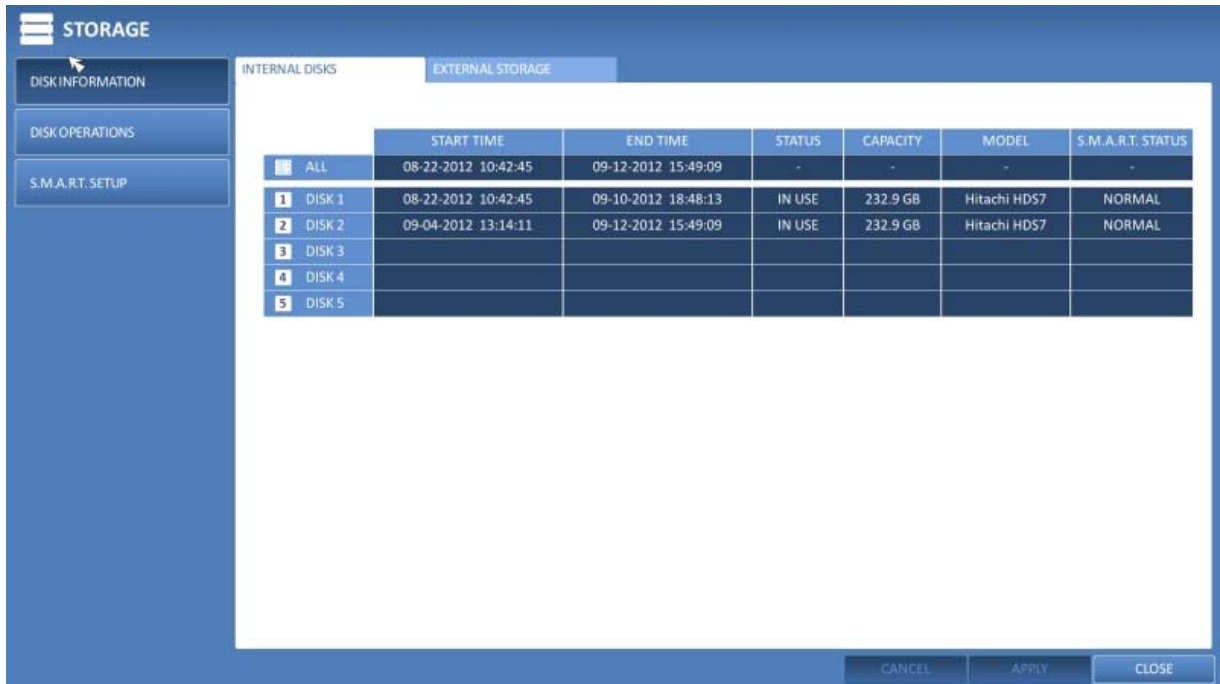 STORAGE
DISK INFORMATION
DISK OPERATIONS
S.M.A.R.T. SETUP
INTERNAL DISKS EXTERNAL STORAGE
START TIME END TIME STATUS CAPACITY MODEL S.M.A.R.T. STATUS
ALL 08-22-2012 10:42:45 09-12-2012 15:49:09 - - - -
1 DISK 1 08-22-2012 10:42:45 09-10-2012 18:48:13 IN USE 232.9 GB Hitachi HDS7 NORMAL
2 DISK 2 09-04-2012 13:14:11 09-12-2012 15:49:09 IN USE 232.9 GB Hitachi HDS7 NORMAL
3 DISK 3
4 DISK 4
5 DISK 5
CANCEL APPLY CLOSE